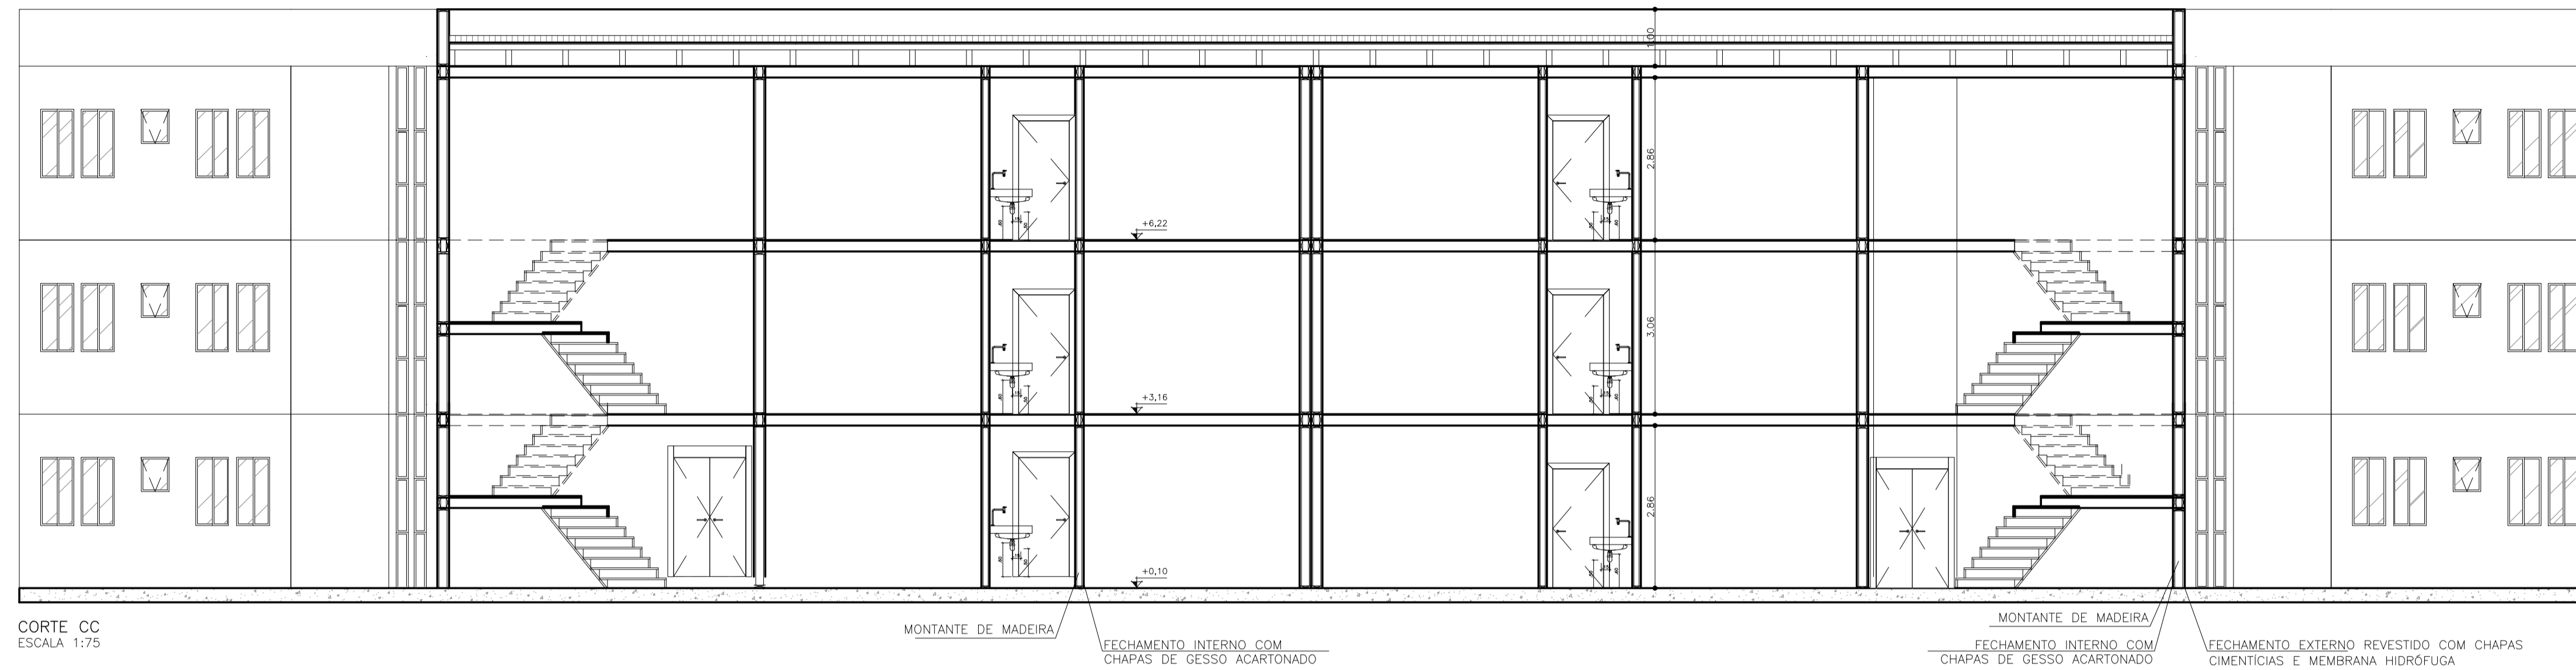 1.00
2.86
+6,22
3.06
+3,16
2.86
+0,10
CORTE CC
ESCALA 1:75
MONTANTE DE MADEIRA
FECHAMENTO INTERNO COM
CHAPAS DE GESSO ACARTONADO
MONTANTE DE MADEIRA
FECHAMENTO INTERNO COM
CHAPAS DE GESSO ACARTONADO
FECHAMENTO EXTERNO REVESTIDO COM CHAPAS
CIMENTÍCIAS E MEMBRANA HIDRÓFUGA